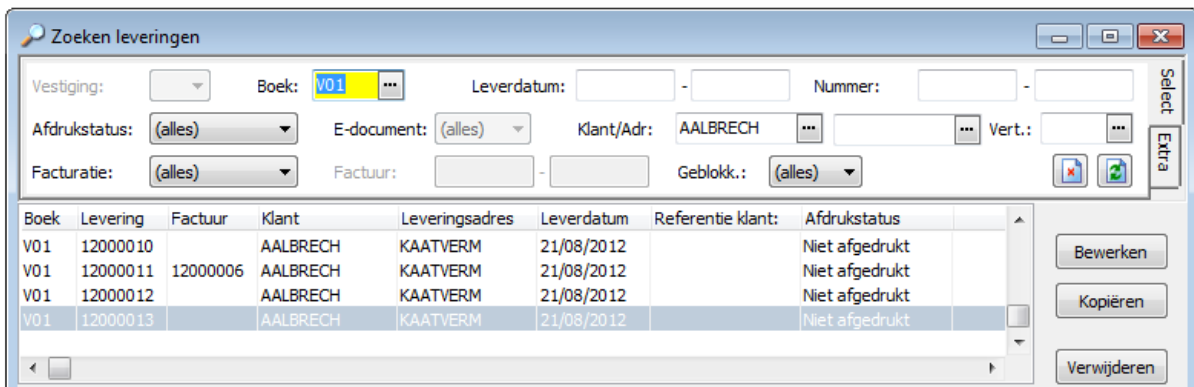 Zoeken leveringen
Vestiging: Boek: V01 ... Leverdatum: - Nummer: -
Select
Afdrukstatus: (alles) E-document: (alles) Klant/Adr: AALBRECH ... ... Vert.: ...
Extra
Facturatie: (alles) Factuur: - Geblokk.: (alles)
Boek Levering Factuur Klant Leveringsadres Leverdatum Referentie klant: Afdrukstatus
V01 12000010 AALBRECH KAATVERM 21/08/2012 Niet afgedrukt
V01 12000011 12000006 AALBRECH KAATVERM 21/08/2012 Niet afgedrukt
V01 12000012 AALBRECH KAATVERM 21/08/2012 Niet afgedrukt
V01 12000013 AALBRECH KAATVERM 21/08/2012 Niet afgedrukt
Bewerken
Kopiëren
Verwijderen